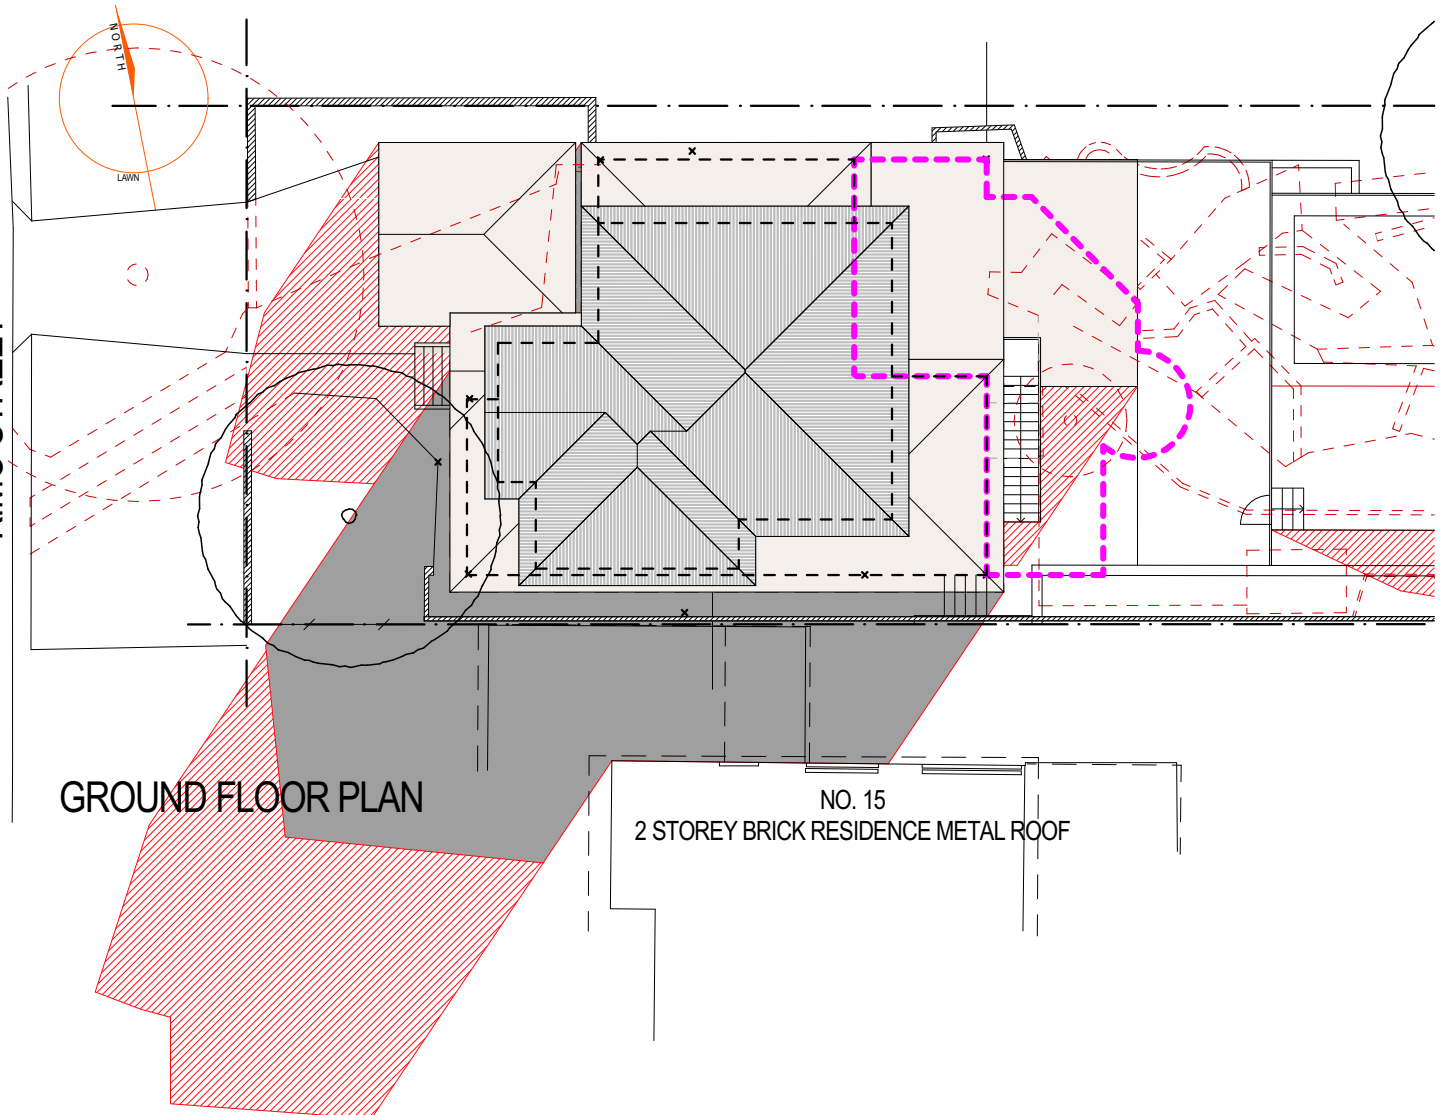 NORTH
LAWN
GROUND FLOOR PLAN
NO. 15
2 STOREY BRICK RESIDENCE METAL ROOF